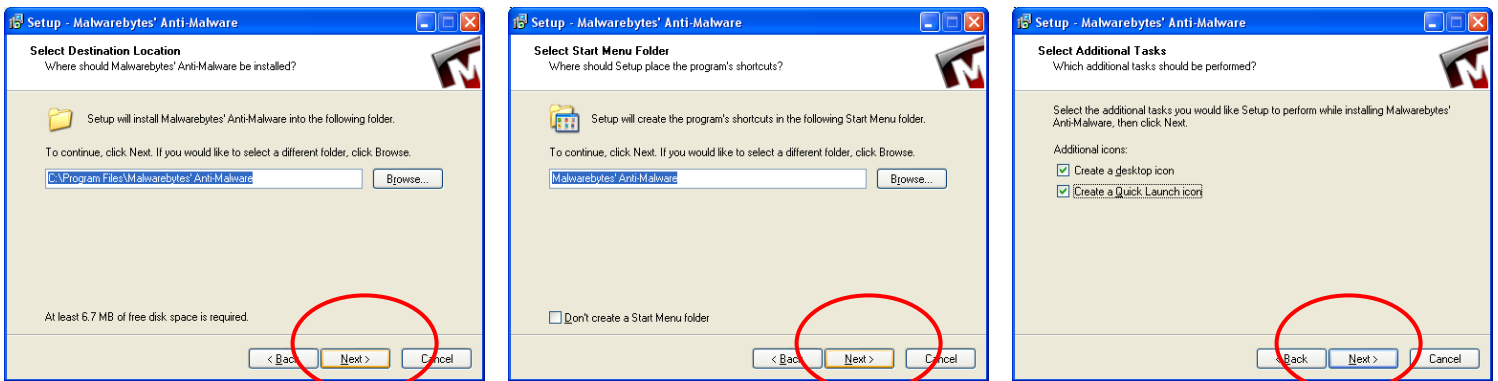 Setup - Malwarebytes' Anti-Malware
Select Destination Location
Where should Malwarebytes' Anti-Malware be installed?
Setup will install Malwarebytes' Anti-Malware into the following folder.
To continue, click Next. If you would like to select a different folder, click Browse.
C:\Program Files\Malwarebytes' Anti-Malware
Browse...
At least 6.7 MB of free disk space is required.
< Back
Next >
Cancel
Setup - Malwarebytes' Anti-Malware
Select Start Menu Folder
Where should Setup place the program's shortcuts?
Setup will create the program's shortcuts in the following Start Menu folder.
To continue, click Next. If you would like to select a different folder, click Browse.
Malwarebytes' Anti-Malware
Browse...
Don't create a Start Menu folder
< Back
Next >
Cancel
Setup - Malwarebytes' Anti-Malware
Select Additional Tasks
Which additional tasks should be performed?
Select the additional tasks you would like Setup to perform while installing Malwarebytes'
Anti-Malware, then click Next.
Additional icons:
Create a desktop icon
Create a Quick Launch icon
< Back
Next >
Cancel